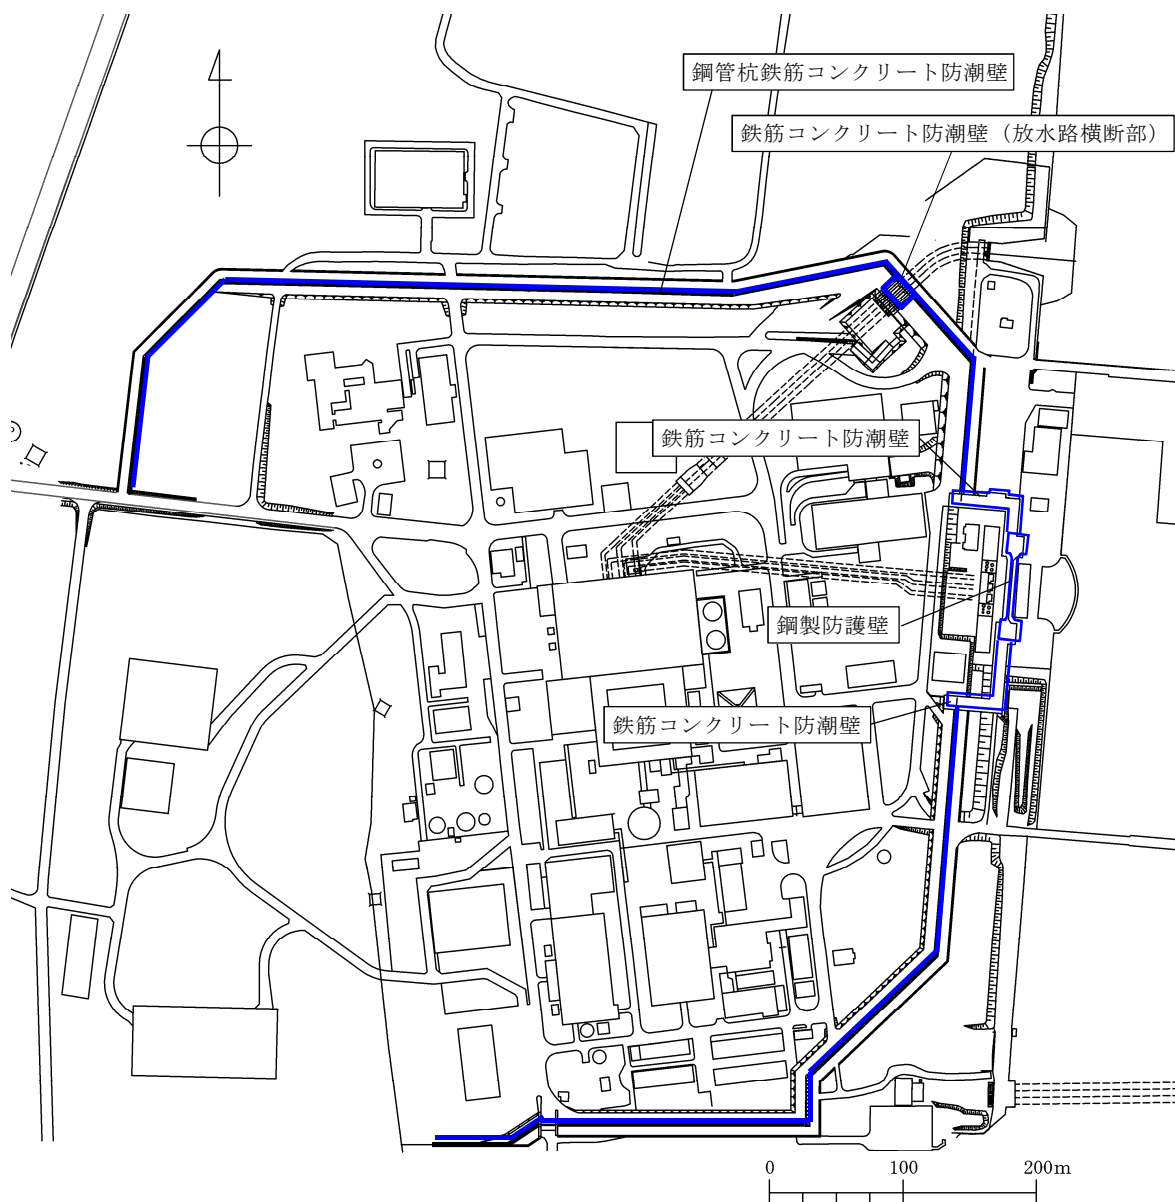 鋼管杭鉄筋コンクリート防潮壁
鉄筋コンクリート防潮壁（放水路横断部）
鉄筋コンクリート防潮壁
鋼製防護壁
鉄筋コンクリート防潮壁
0 100 200m